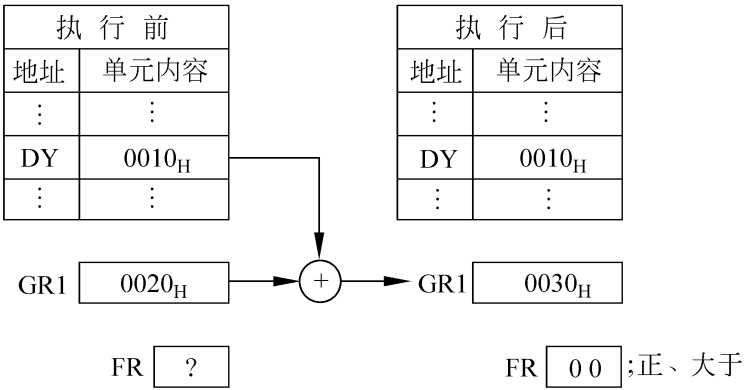 执 行 前
地址 单元内容
⋮ ⋮
DY 0010H
⋮ ⋮
GR1 0020H
FR ?
+
执 行 后
地址 单元内容
⋮ ⋮
DY 0010H
⋮ ⋮
GR1 0030H
FR 0 0 ;正、大于